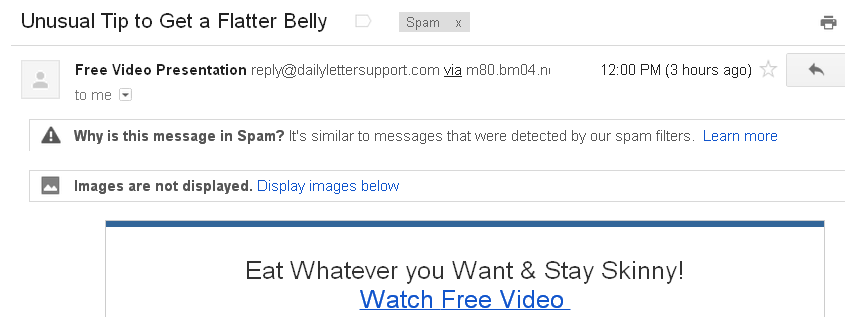 Unusual Tip to Get a Flatter Belly Spam x
Free Video Presentation reply@dailylettersupport.com via m80.bm04.n 12:00 PM (3 hours ago)
to me
Why is this message in Spam? It's similar to messages that were detected by our spam filters. Learn more
Images are not displayed. Display images below
Eat Whatever you Want & Stay Skinny!
Watch Free Video